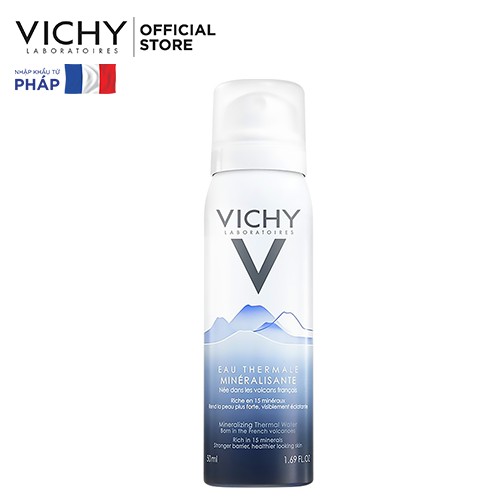 VICHY
LABORATOIRES
OFFICIAL
STORE
NHẬP KHẨU TỪ
PHÁP
VICHY
LABORATOIRES
V
EAU THERMALE
MINÉRALISANTE
Née dans les volcans français
Riche en 15 minéraux
Rend la peau plus forte, visiblement éclatante
Mineralizing Thermal Water
Born in the French volcanoes
Rich in 15 minerals
Stronger barrier, healthier looking skin
50ml 1.69 FL.OZ